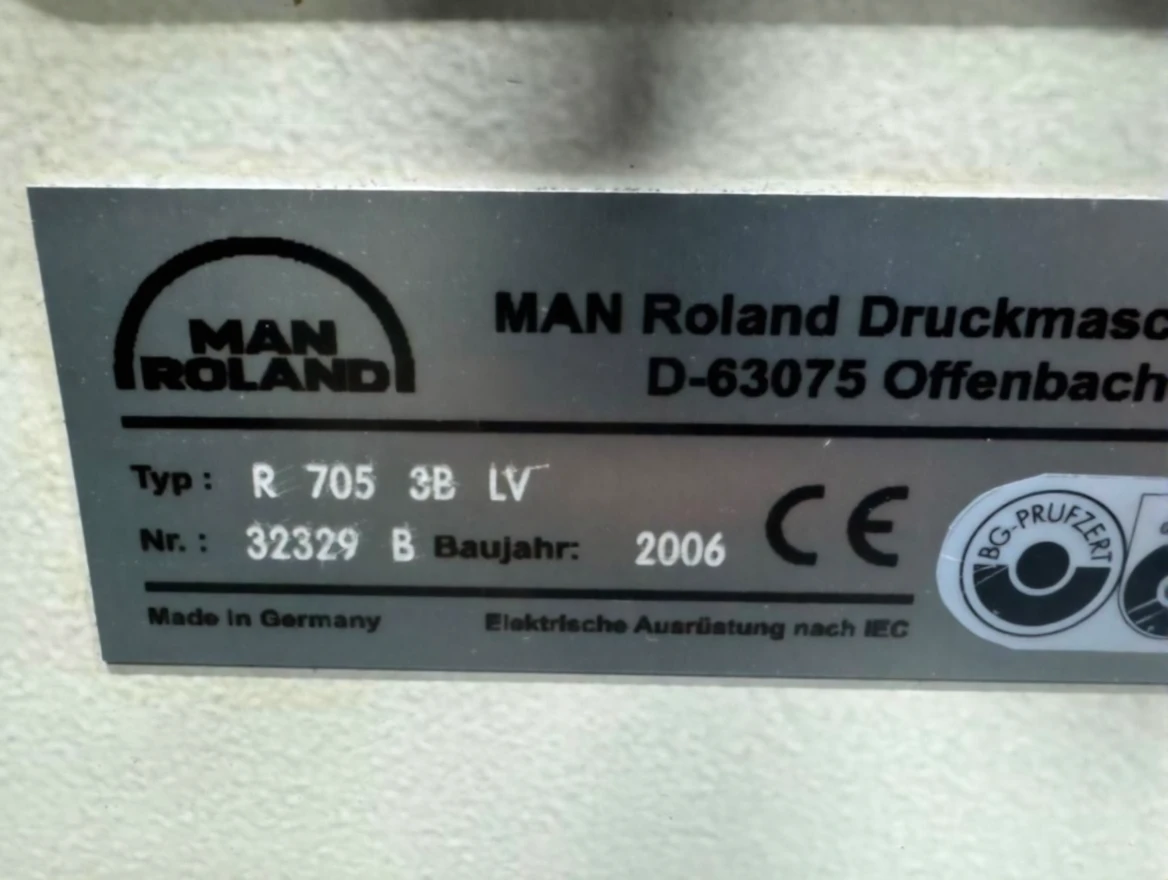 MAN
ROLAND
MAN Roland Druckmasc
D-63075 Offenbach
Typ : R 705 3B LV
Nr. : 32329 B Baujahr: 2006
CE
BG-PRÜFZERT
Made in Germany
Elektrische Ausrüstung nach IEC